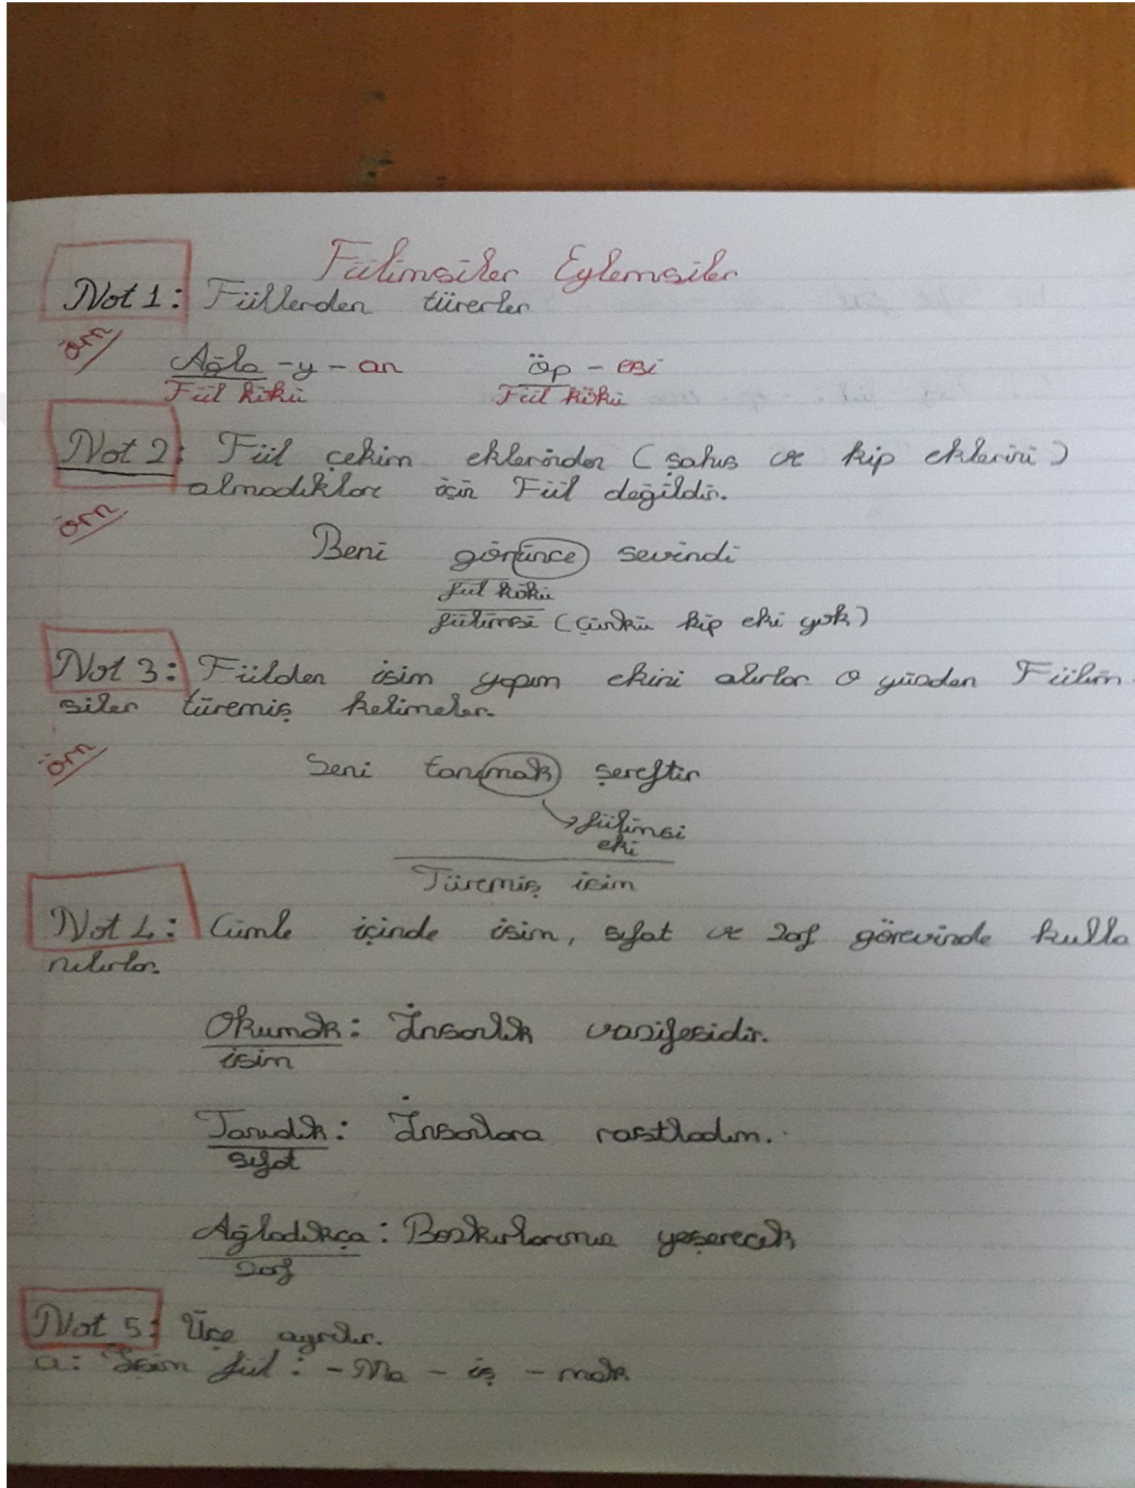 Fiilimsiler Eylemsiler
Not 1: Fiillerden türerler
örn
Ağla -y - an öp - esi
Fiil kökü Fiil kökü
Not 2: Fiil çekim eklerinden (şahıs ve kip eklerini)
almadıkları için Fiil değildir.
örn
Beni görünce sevindi
fiil kökü
fiilimsi (çünkü kip eki yok)
Not 3: Fiilden isim yapım ekini alırlar o yüzden Fiilim-
siler türemiş kelimeler.
örn
Seni tanımak şereftir
fiilimsi
eki
Türemiş isim
Not 4: Cümle içinde isim, sıfat ve zarf görevinde kulla
nılırlar.
Okumak: İnsanlık vazifesidir.
isim
Tanıdık: İnsanlara rastladım.
sıfat
Ağladıkça: Bozkırlarımız yeşerecek
zarf
Not 5: Üçe ayrılır.
a: İsim fiil: -Ma - iş - mak